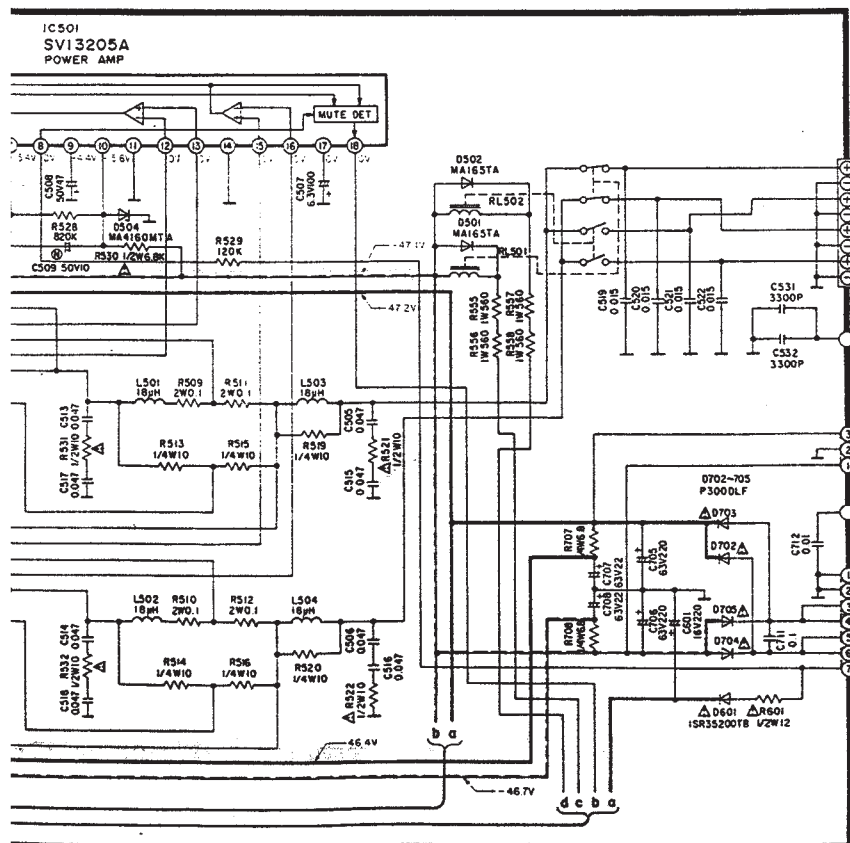 IC501
SV13205A
POWER AMP
MUTE DET
8 9 10 11 12 13 14 15 16 17 18
C508
50V47
C507
6.3V100
D502
MA165TA
RL502
D501
MA165TA
RL501
R528
820K
D504
MA4160MTA
C509 50V10
R530 1/2W6.8K
R529
120K
-47.1V
47.2V
R555
1W560
R557
1W560
R556
1W560
R558
1W560
C519
0.015
C520
0.015
C521
0.015
C522
0.015
C531
3300P
C532
3300P
L501
18μH
R509
2W0.1
R511
2W0.1
L503
18μH
C513
0.047
R531
1/2W10
C517
0.047
R513
1/4W10
R515
1/4W10
R519
1/4W10
C505
0.047
R521
1/2W10
C515
0.047
3
2
1
D702~705
P300DLF
D703
D702
R707
1/4W6.8
C707
63V22
C705
63V220
C712
0.01
C708
63V22
C706
63V220
C601
16V220
R708
1/4W6.8
D705
D704
C711
0.1
L502
18μH
R510
2W0.1
R512
2W0.1
L504
18μH
C514
0.047
R532
1/2W10
C518
0.047
R514
1/4W10
R516
1/4W10
R520
1/4W10
C506
0.047
C516
0.047
R522
1/2W10
D601
1SR35200TB
R601
1/2W12
b a
46.4V
-46.7V
d c b a